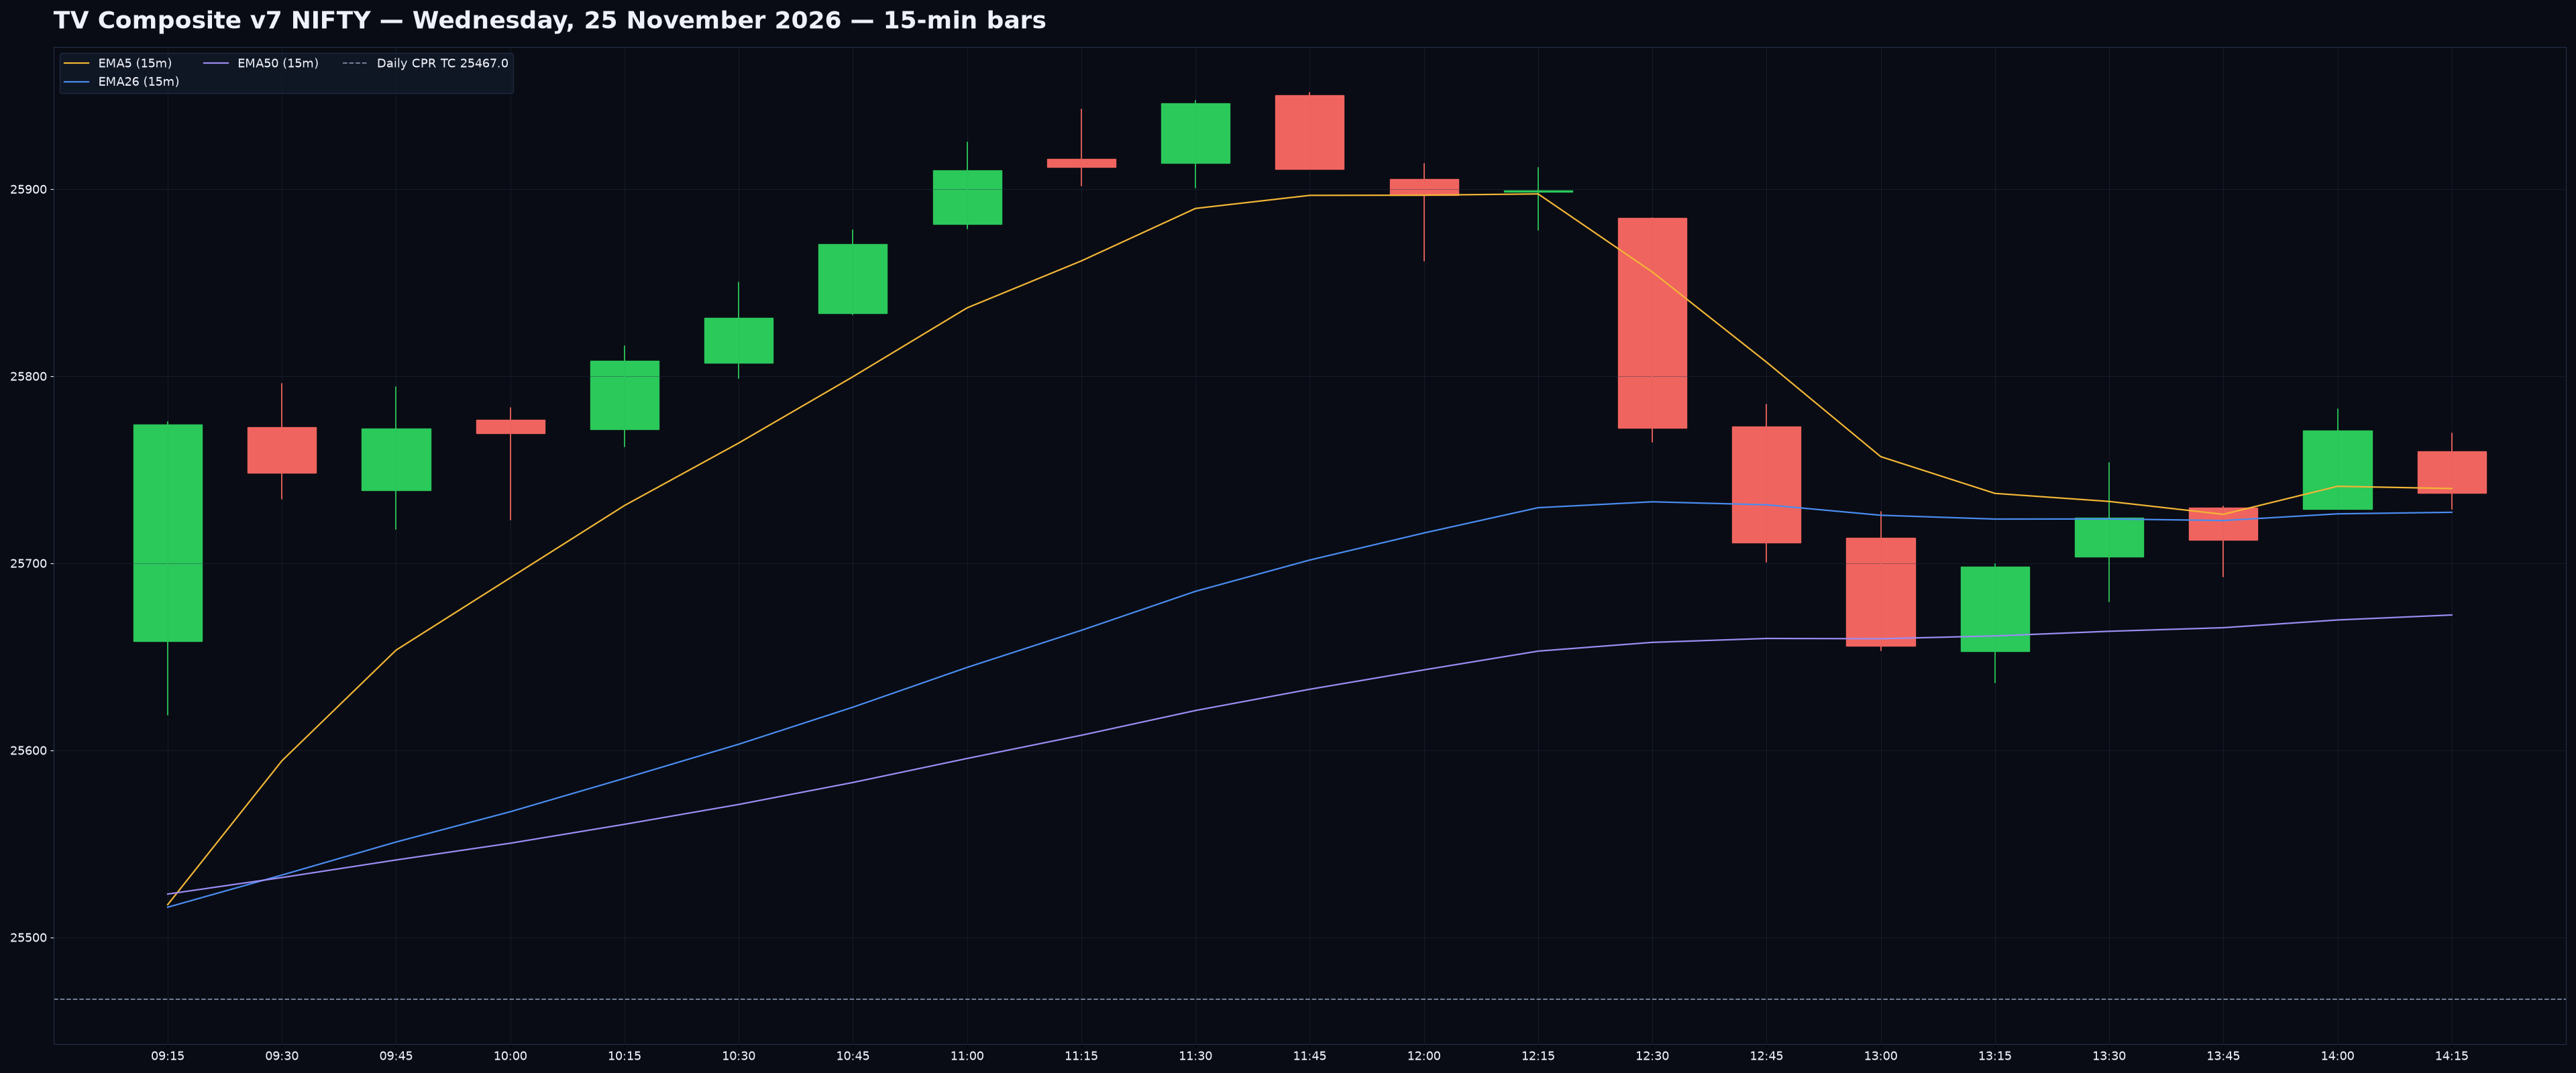 TV Composite v7 NIFTY — Wednesday, 25 November 2026 — 15-min bars
EMA5 (15m) EMA50 (15m) Daily CPR TC 25467.0
EMA26 (15m)
25900
25800
25700
25600
25500
09:15 09:30 09:45 10:00 10:15 10:30 10:45 11:00 11:15 11:30 11:45 12:00 12:15 12:30 12:45 13:00 13:15 13:30 13:45 14:00 14:15